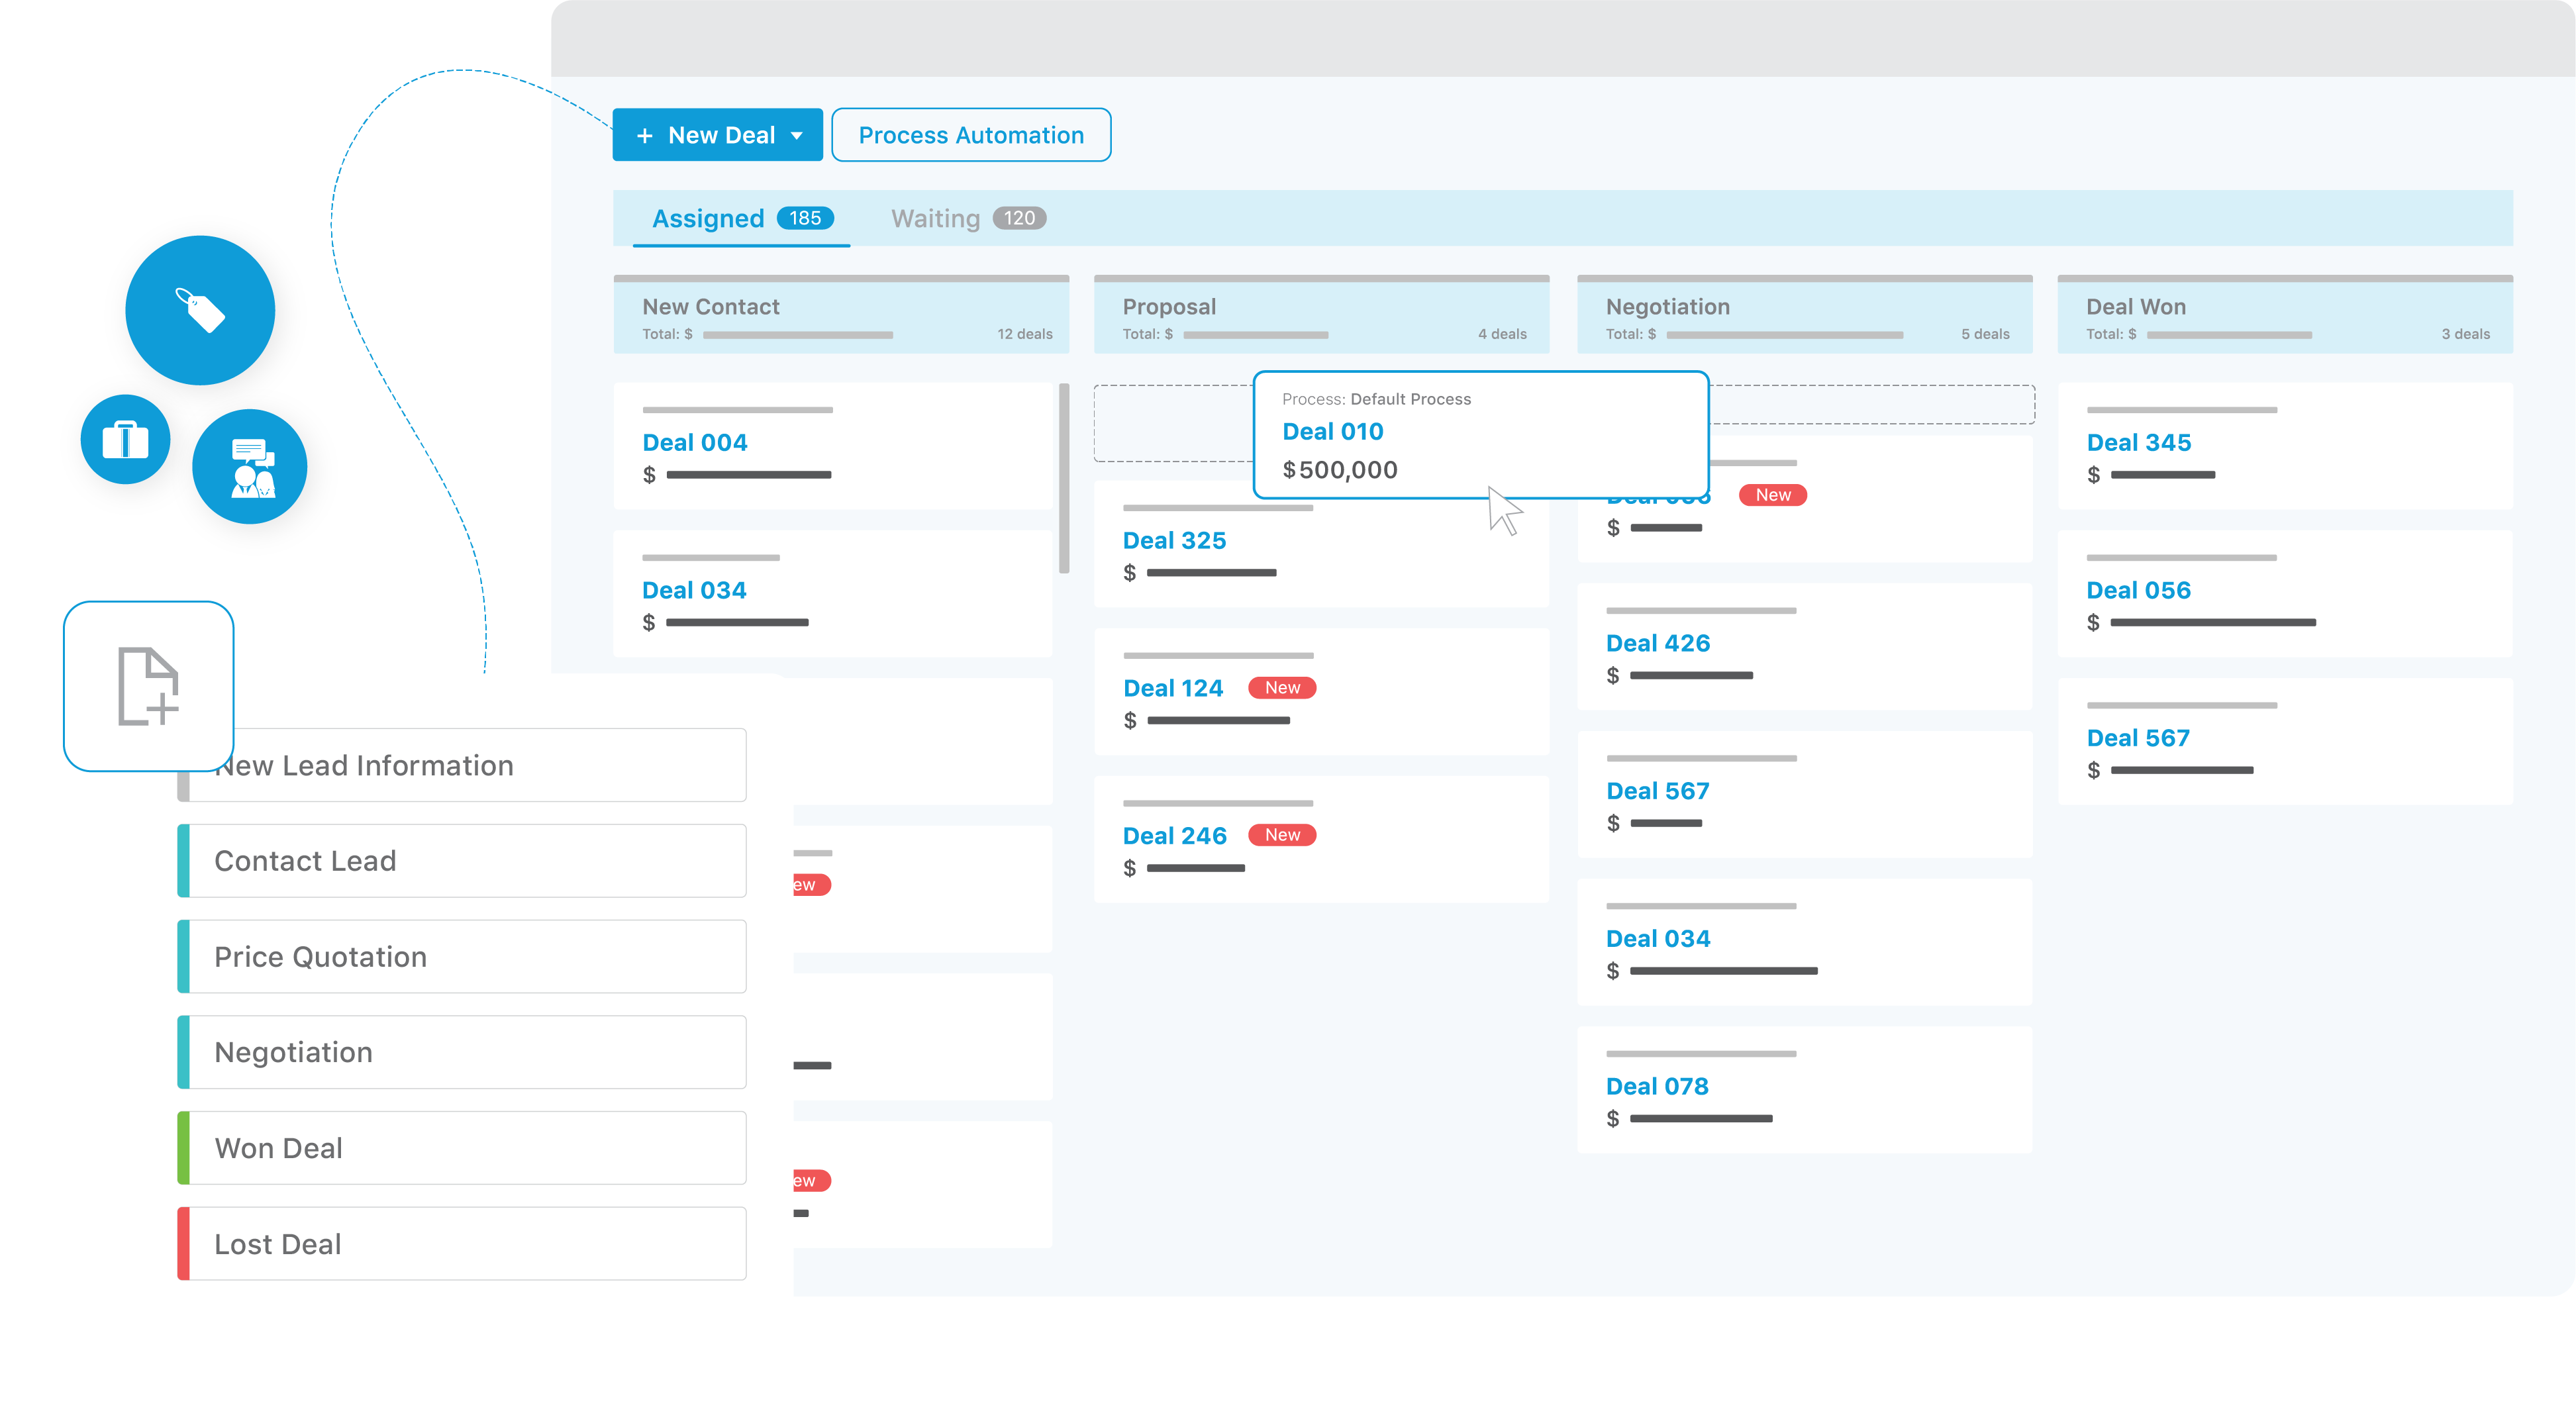 + New Deal
Process Automation
Assigned 185
Waiting 120
New Contact
Total: $ 12 deals
Proposal
Total: $ 4 deals
Negotiation
Total: $ 5 deals
Deal Won
Total: $ 3 deals
Deal 004
$
Deal 034
$
Process: Default Process
Deal 010
$500,000
Deal 325
$
Deal 124 New
$
Deal 246 New
$
Deal New
$
Deal 426
$
Deal 567
$
Deal 034
$
Deal 078
$
Deal 345
$
Deal 056
$
Deal 567
$
New Lead Information
Contact Lead
Price Quotation
Negotiation
Won Deal
Lost Deal